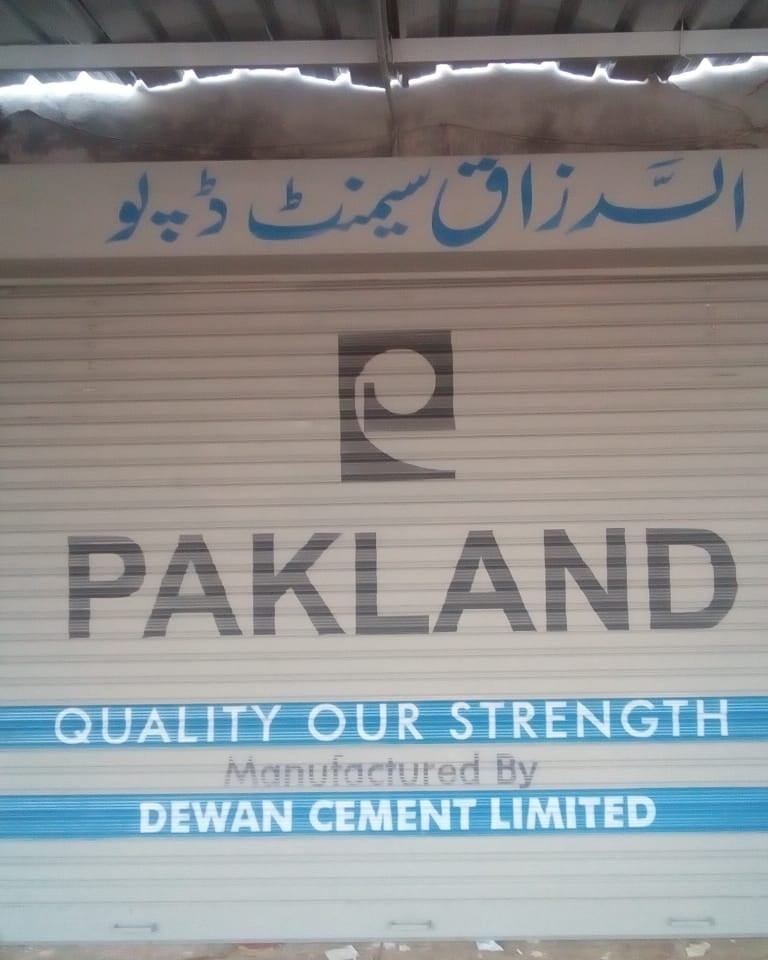 الرزاق سیمنٹ ڈپو
PAKLAND
QUALITY OUR STRENGTH
Manufactured By
DEWAN CEMENT LIMITED